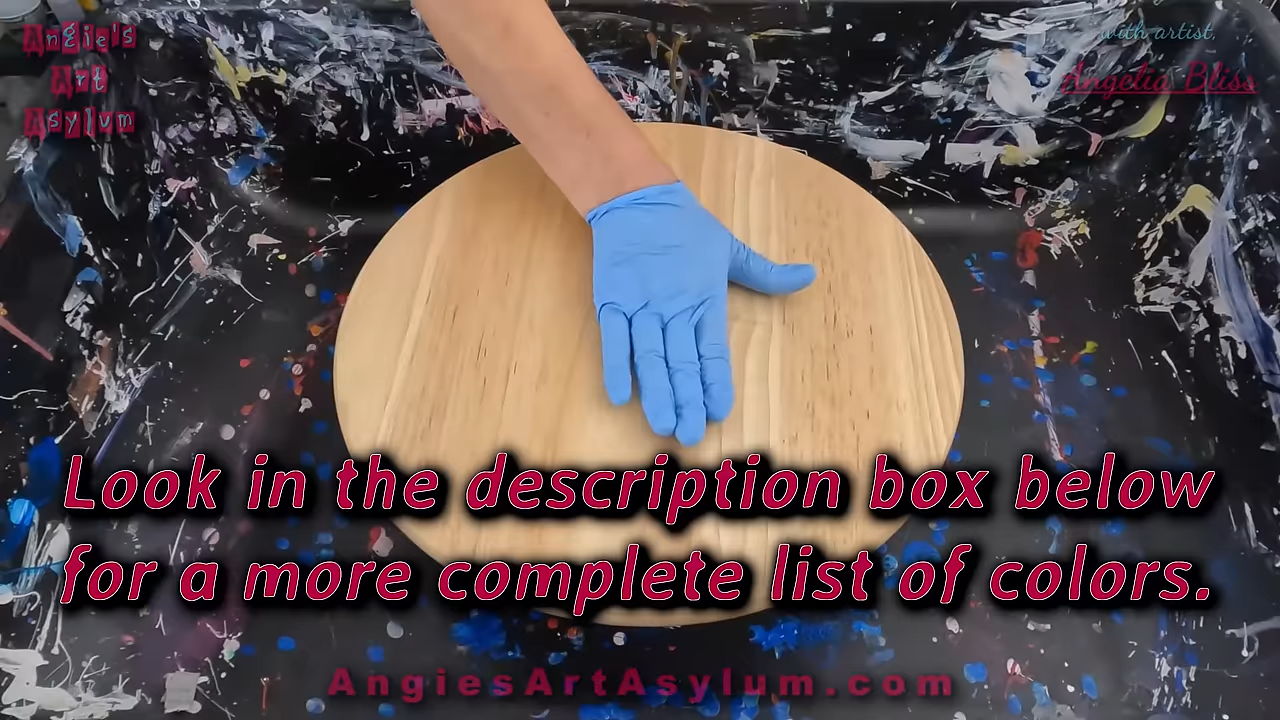 Angie's
Art
Asylum
with artist,
Angelia Bliss
Look in the description box below
for a more complete list of colors.
AngiesArtAsylum.com